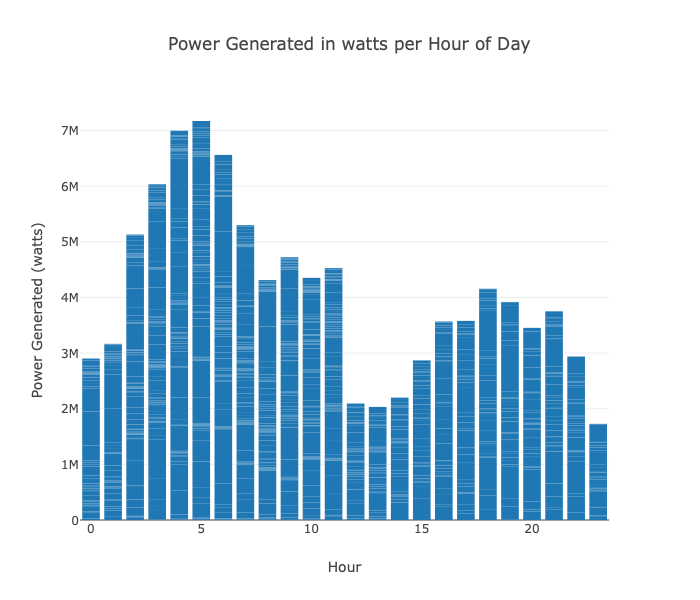 Power Generated in watts per Hour of Day
Power Generated (watts)
7M
6M
5M
4M
3M
2M
1M
0
0 5 10 15 20
Hour